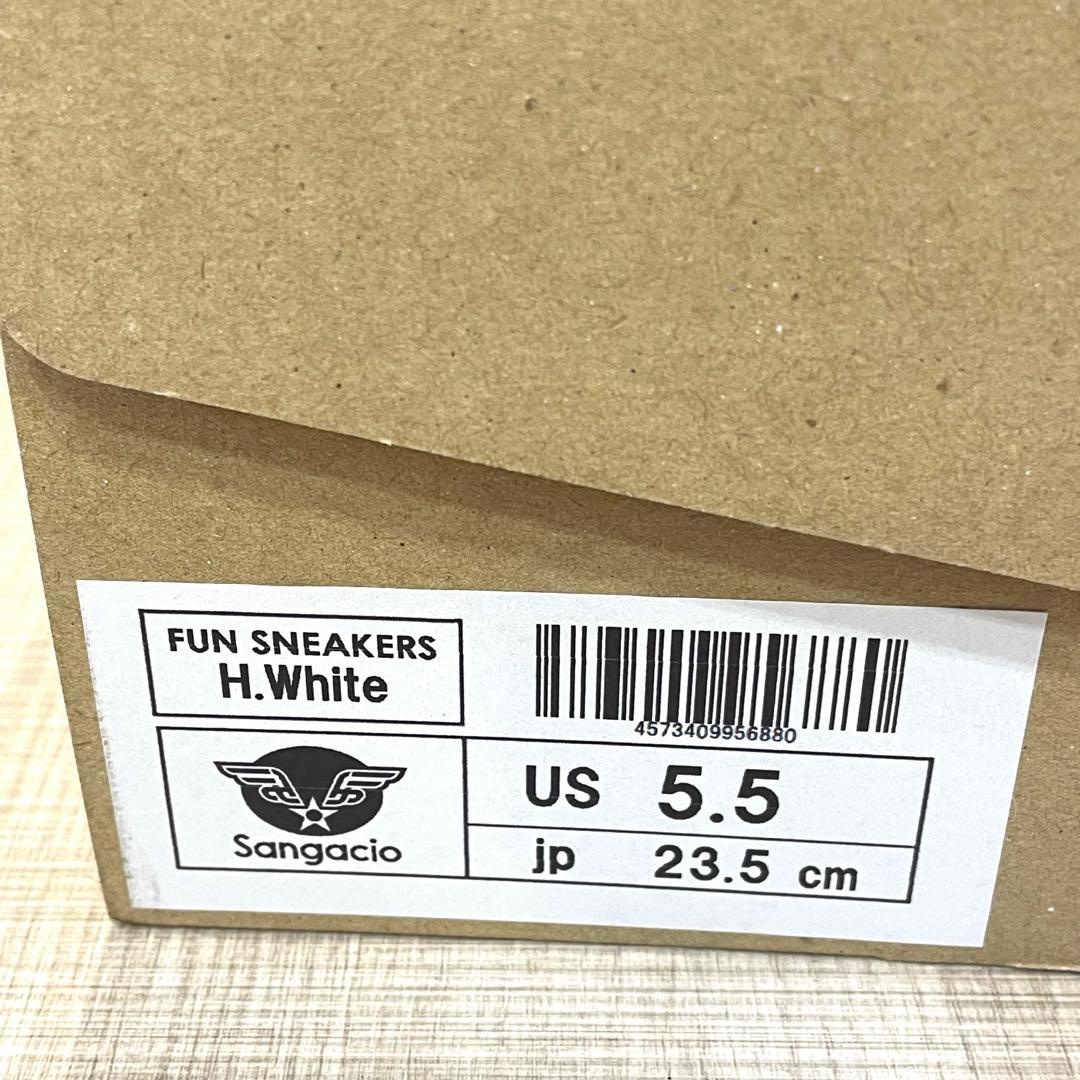 FUN SNEAKERS
H.White
4573409956880
Sangacio
US 5.5
jp 23.5 cm